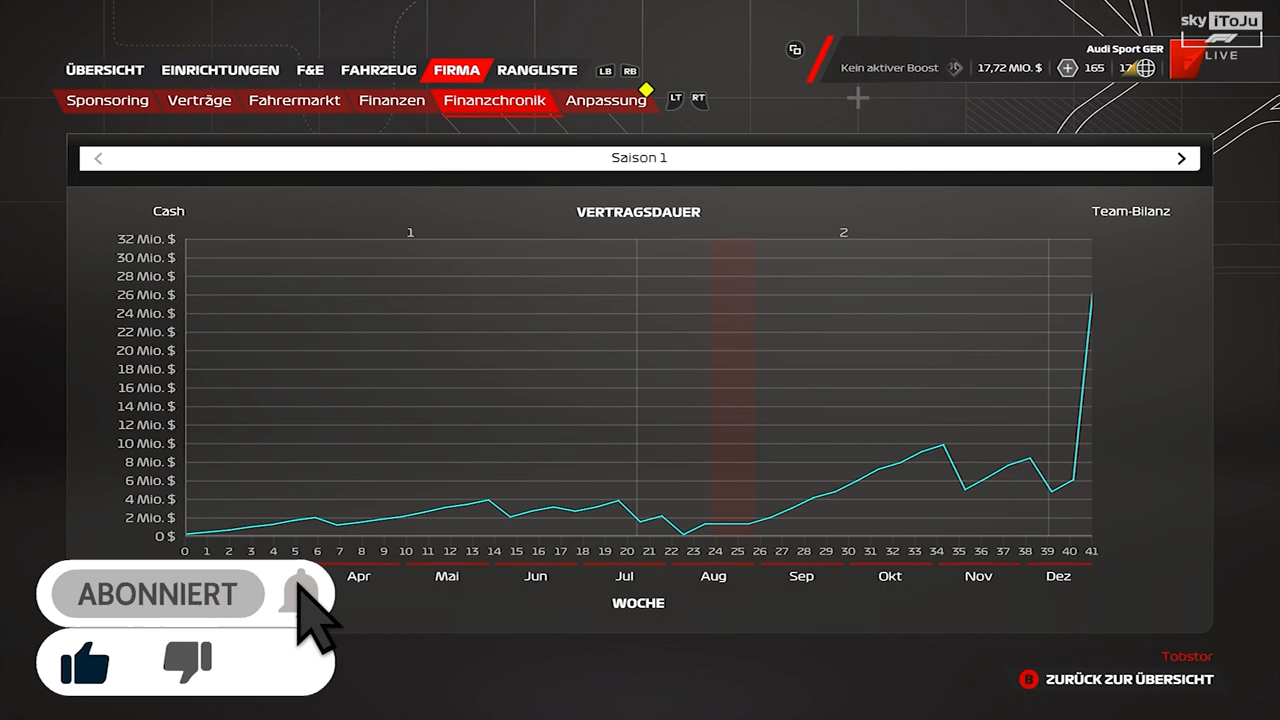 sky iToJu
LIVE
Audi Sport GER
ÜBERSICHT EINRICHTUNGEN F&E FAHRZEUG FIRMA RANGLISTE LB RB
Kein aktiver Boost 17,72 MIO. $ 165
Sponsoring Verträge Fahrermarkt Finanzen Finanzchronik Anpassung LT RT
Saison 1
Cash VERTRAGSDAUER Team-Bilanz
1 2
32 Mio. $
30 Mio. $
28 Mio. $
26 Mio. $
24 Mio. $
22 Mio. $
20 Mio. $
18 Mio. $
16 Mio. $
14 Mio. $
12 Mio. $
10 Mio. $
8 Mio. $
6 Mio. $
4 Mio. $
2 Mio. $
0 $
0 1 2 3 4 5 6 7 8 9 10 11 12 13 14 15 16 17 18 19 20 21 22 23 24 25 26 27 28 29 30 31 32 33 34 35 36 37 38 39 40 41
Apr Mai Jun Jul Aug Sep Okt Nov Dez
WOCHE
ABONNIERT
Tobstor
B ZURÜCK ZUR ÜBERSICHT